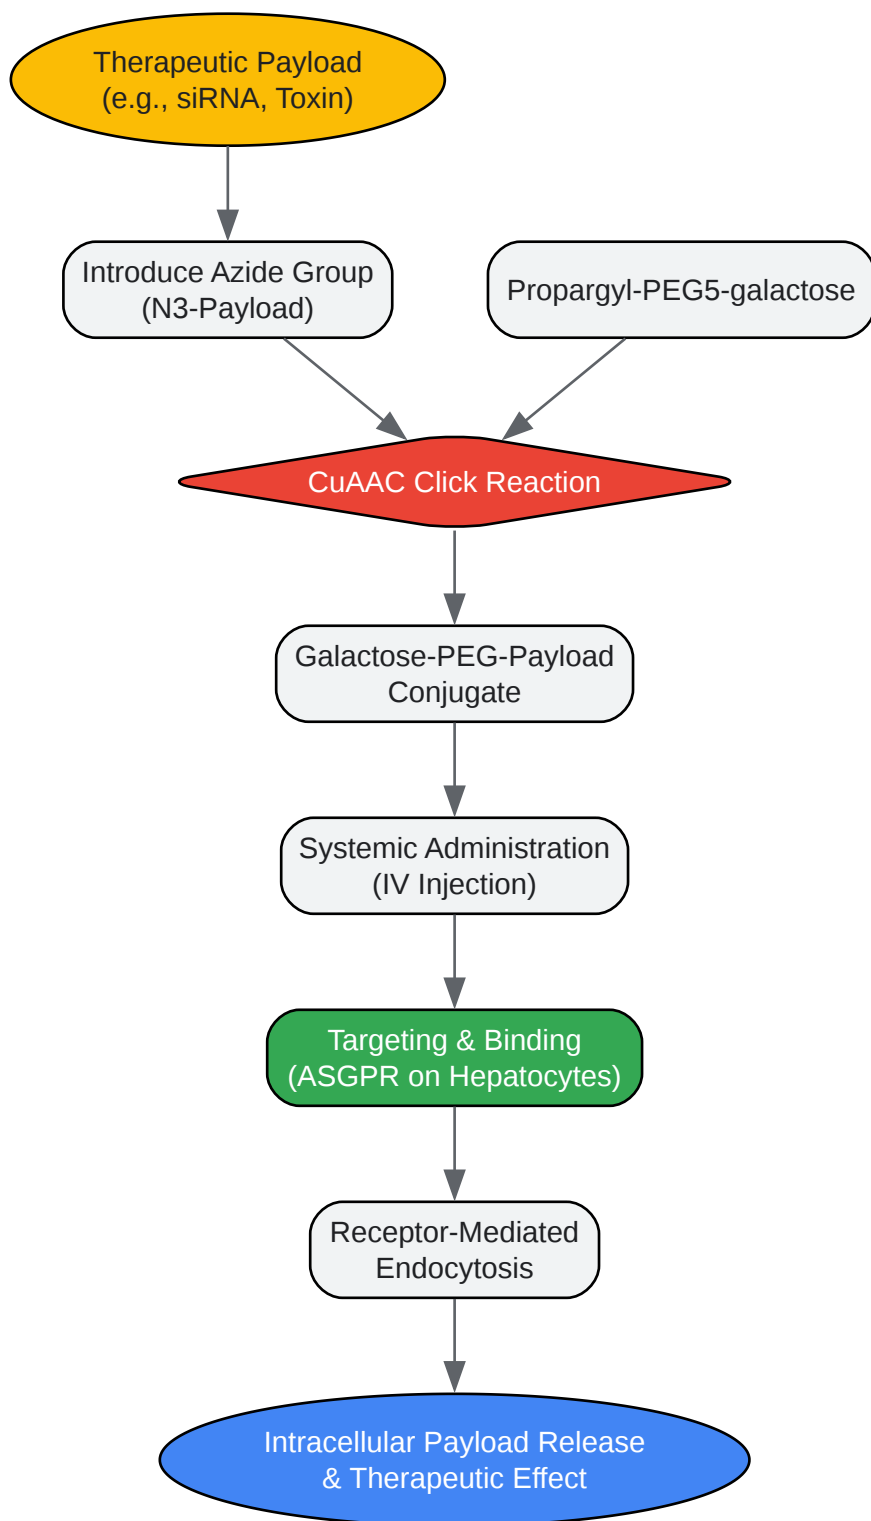 Therapeutic Payload
(e.g., siRNA, Toxin)
Introduce Azide Group
(N3-Payload)
Propargyl-PEG5-galactose
CuAAC Click Reaction
Galactose-PEG-Payload
Conjugate
Systemic Administration
(IV Injection)
Targeting & Binding
(ASGPR on Hepatocytes)
Receptor-Mediated
Endocytosis
Intracellular Payload Release
& Therapeutic Effect